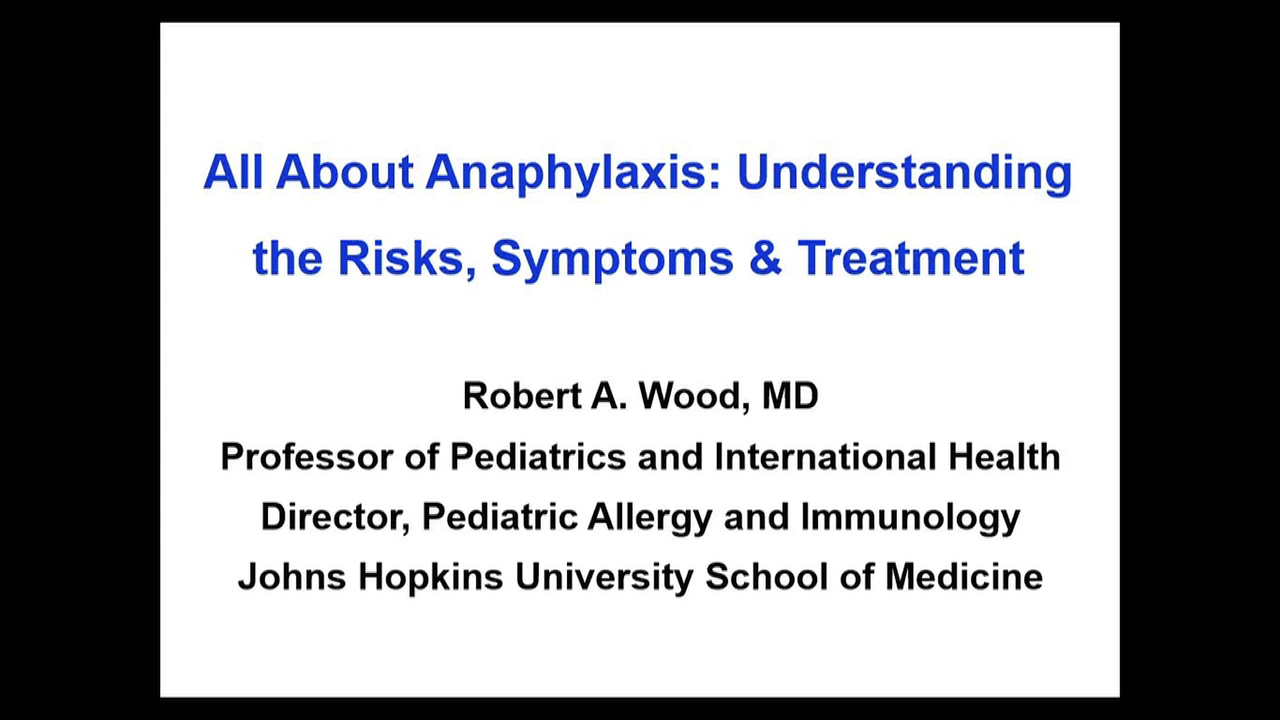 All About Anaphylaxis: Understanding
the Risks, Symptoms & Treatment
Robert A. Wood, MD
Professor of Pediatrics and International Health
Director, Pediatric Allergy and Immunology
Johns Hopkins University School of Medicine